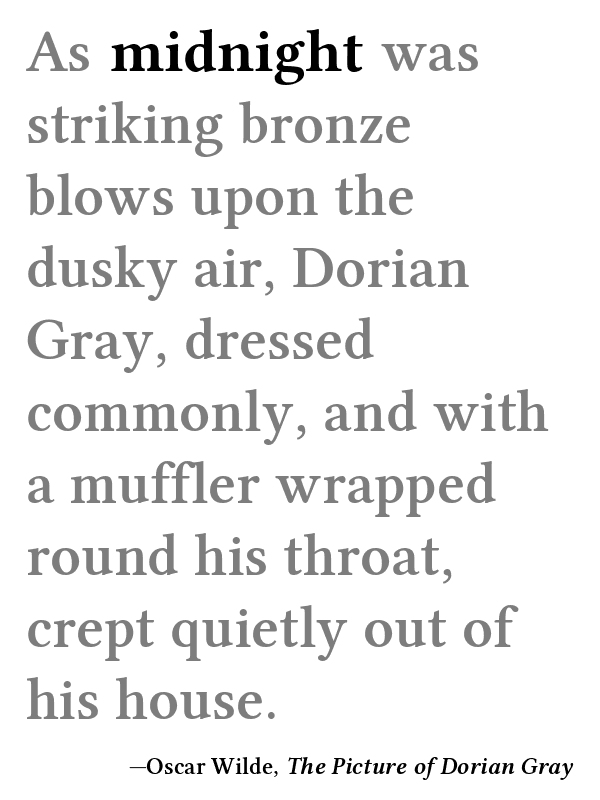 As midnight was
striking bronze
blows upon the
dusky air, Dorian
Gray, dressed
commonly, and with
a muffler wrapped
round his throat,
crept quietly out of
his house.
—Oscar Wilde, The Picture of Dorian Gray